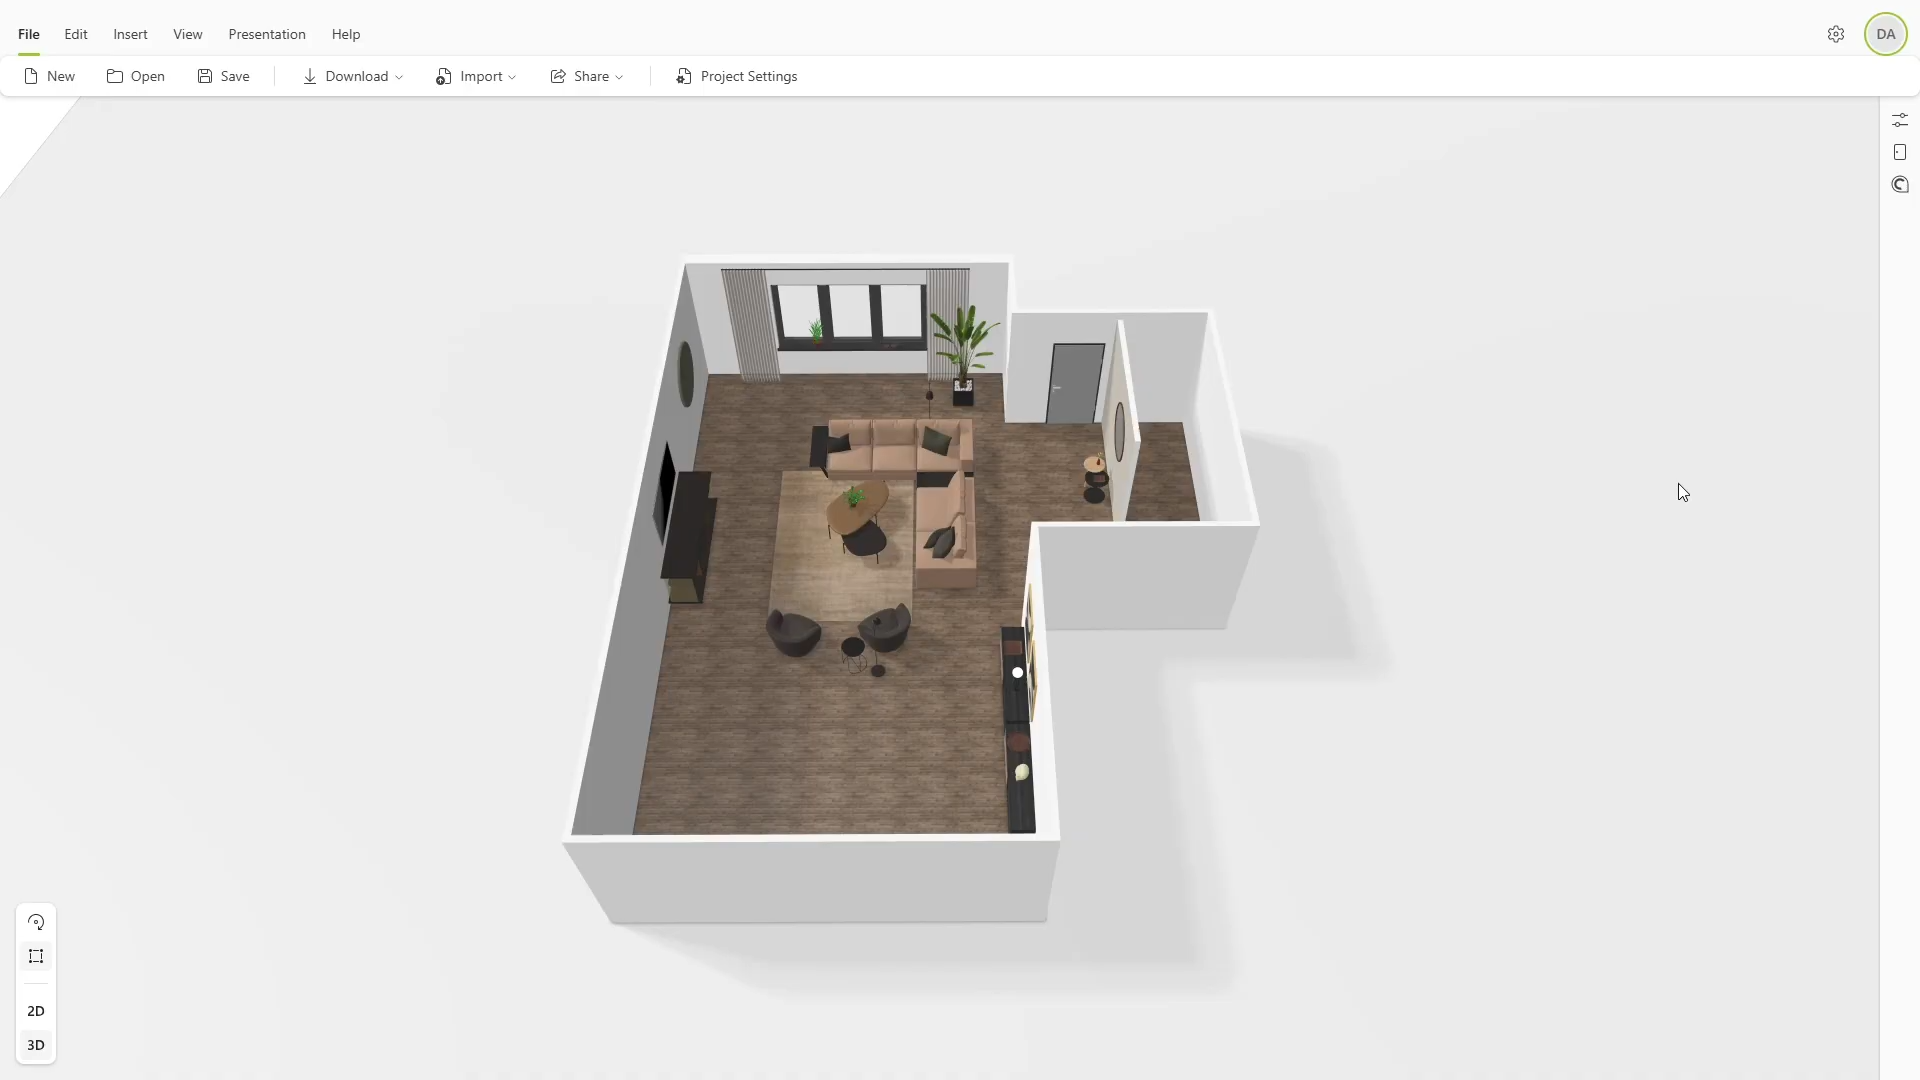 File Edit Insert View Presentation Help
DA
New Open Save Download Import Share Project Settings
2D
3D